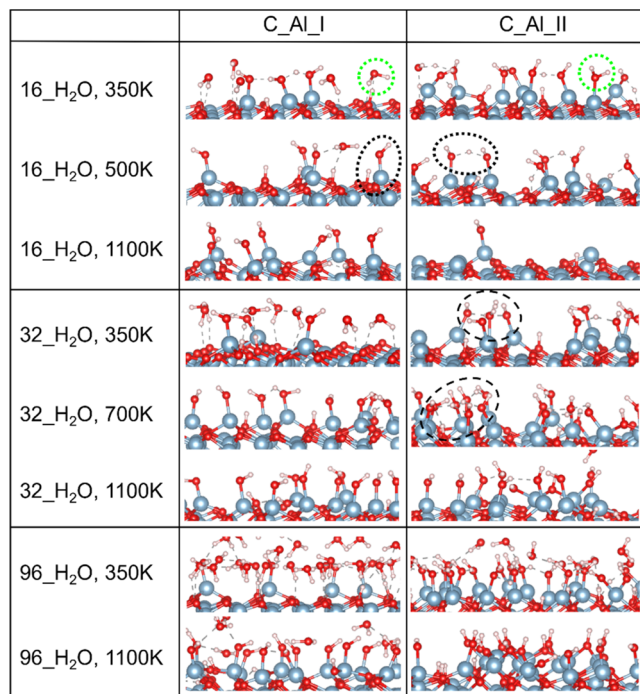 C_Al_I C_Al_II
16_H₂O, 350K
16_H₂O, 500K
16_H₂O, 1100K
32_H₂O, 350K
32_H₂O, 700K
32_H₂O, 1100K
96_H₂O, 350K
96_H₂O, 1100K